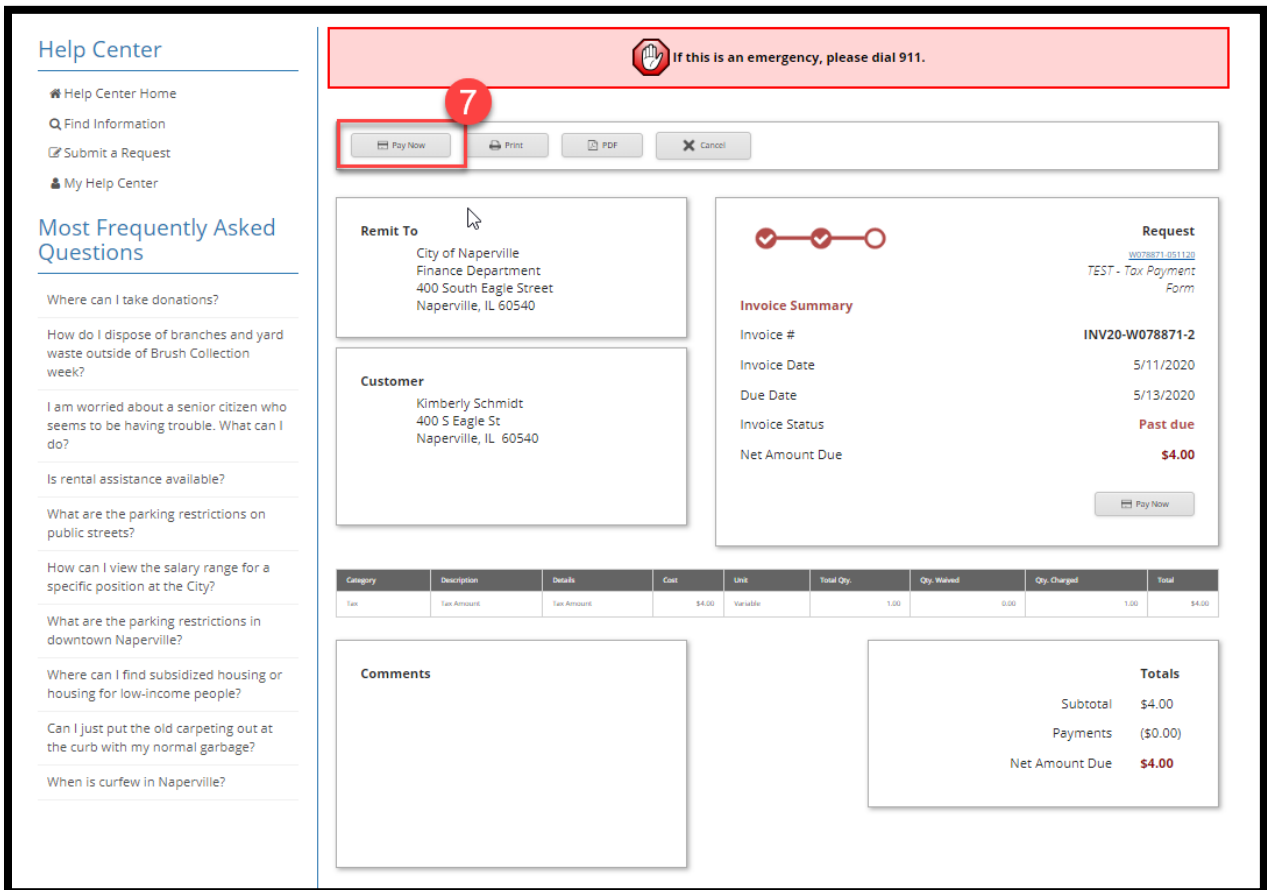 Help Center
Help Center Home
Find Information
Submit a Request
My Help Center
Most Frequently Asked
Questions
Where can I take donations?
How do I dispose of branches and yard
waste outside of Brush Collection
week?
I am worried about a senior citizen who
seems to be having trouble. What can I
do?
Is rental assistance available?
What are the parking restrictions on
public streets?
How can I view the salary range for a
specific position at the City?
What are the parking restrictions in
downtown Naperville?
Where can I find subsidized housing or
housing for low-income people?
Can I just put the old carpeting out at
the curb with my normal garbage?
When is curfew in Naperville?
If this is an emergency, please dial 911.
7
Pay Now Print PDF Cancel
Remit To
City of Naperville
Finance Department
400 South Eagle Street
Naperville, IL 60540
Customer
Kimberly Schmidt
400 S Eagle St
Naperville, IL 60540
Request
W078871-051120
TEST - Tax Payment
Form
Invoice Summary
Invoice # INV20-W078871-2
Invoice Date 5/11/2020
Due Date 5/13/2020
Invoice Status Past due
Net Amount Due $4.00
Pay Now
Category Description Details Cost Unit Total Qty. Qty. Waived Qty. Charged Total
Tax Tax Amount Tax Amount $4.00 Variable 1.00 0.00 1.00 $4.00
Comments
Totals
Subtotal $4.00
Payments ($0.00)
Net Amount Due $4.00